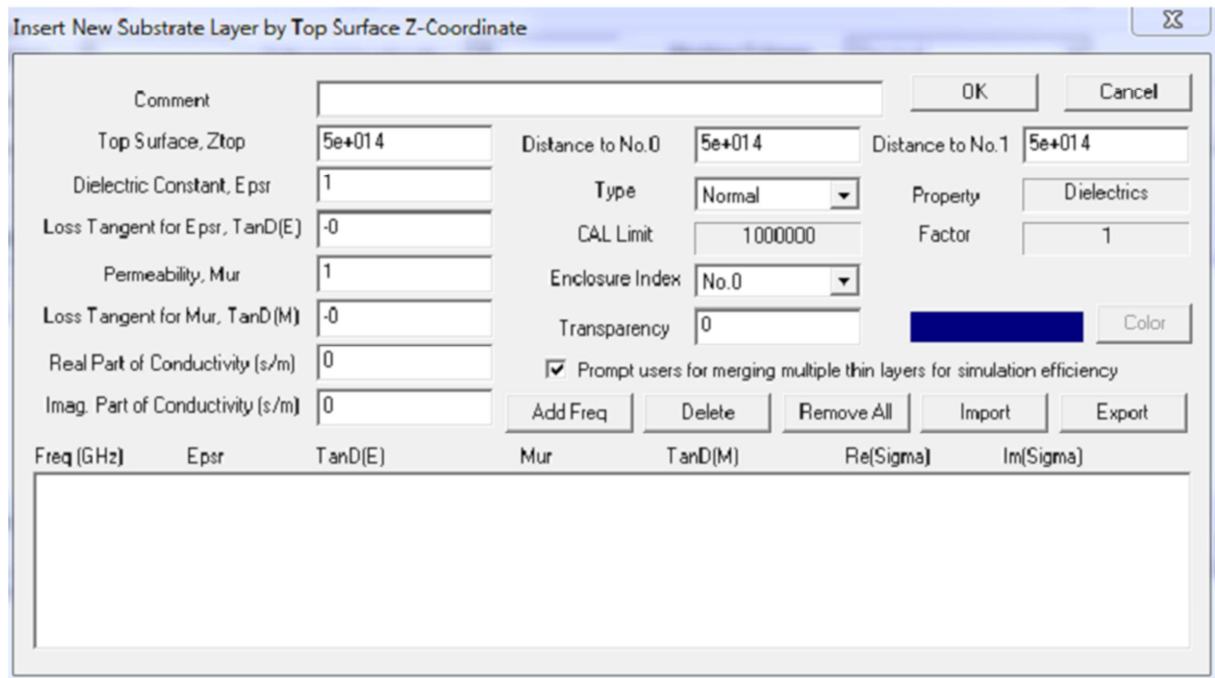 Insert New Substrate Layer by Top Surface Z-Coordinate
Comment OK Cancel
Top Surface, Ztop 5e+014 Distance to No.0 5e+014 Distance to No.1 5e+014
Dielectric Constant, Epsr 1 Type Normal Property Dielectrics
Loss Tangent for Epsr, TanD(E) -0 CAL Limit 1000000 Factor 1
Permeability, Mur 1 Enclosure Index No.0
Loss Tangent for Mur, TanD(M) -0 Transparency 0 Color
Real Part of Conductivity (s/m) 0 Prompt users for merging multiple thin layers for simulation efficiency
Imag. Part of Conductivity (s/m) 0 Add Freq Delete Remove All Import Export
Freq (GHz) Epsr TanD(E) Mur TanD(M) Re(Sigma) Im(Sigma)